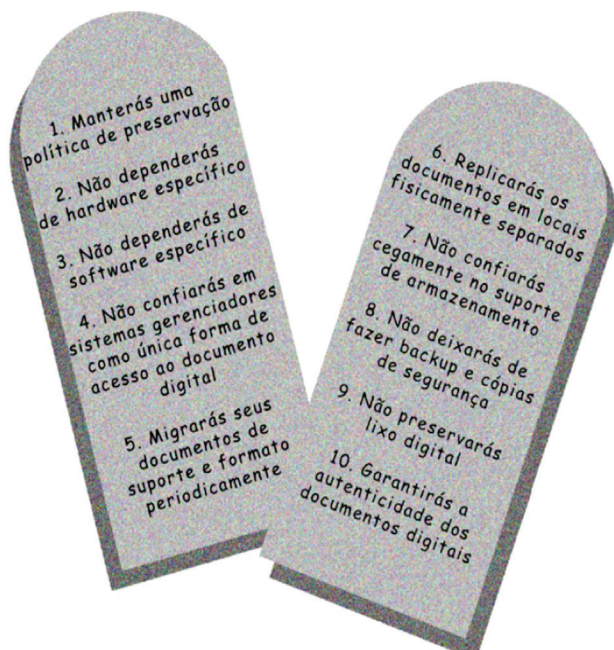 1. Manterás uma
política de preservação
2. Não dependerás
de hardware específico
3. Não dependerás de
software específico
4. Não confiarás em
sistemas gerenciadores
como única forma de
acesso ao documento
digital
5. Migrarás seus
documentos de
suporte e formato
periodicamente
6. Replicarás os
documentos em locais
fisicamente separados
7. Não confiarás
cegamente no suporte
de armazenamento
8. Não deixarás de
fazer backup e cópias
de segurança
9. Não preservarás
lixo digital
10. Garantirás a
autenticidade dos
documentos digitais